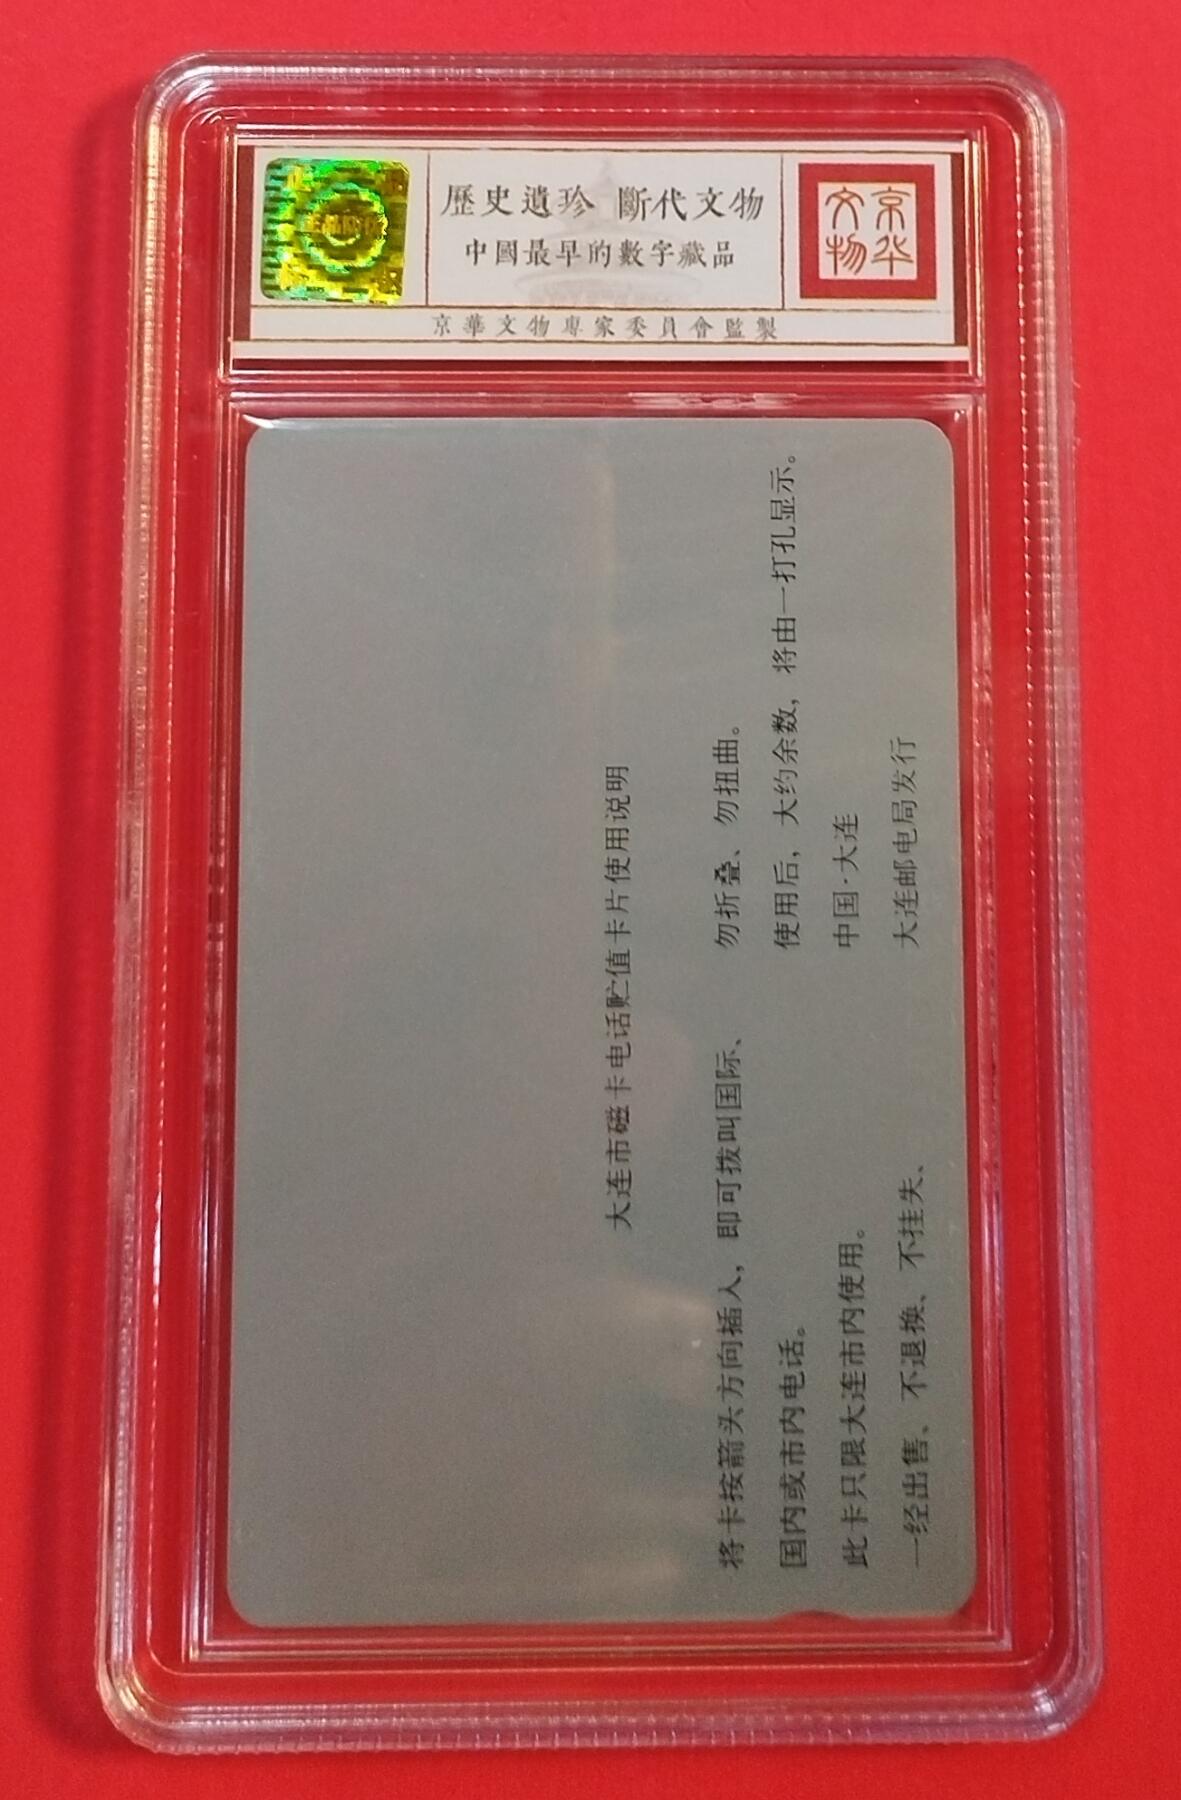 歷史遺珍 斷代文物
中國最早的數字藏品
京华
文物
京華文物專家委員會監製
大连市磁卡电话贮值卡片使用说明
将卡按箭头方向插入，即可拨叫国际、
国内或市内电话。
此卡只限大连市内使用。
一经出售、不退换、不挂失、
勿折叠、勿扭曲。
使用后，大约余数，将由一打孔显示。
中国·大连
大连邮电局发行